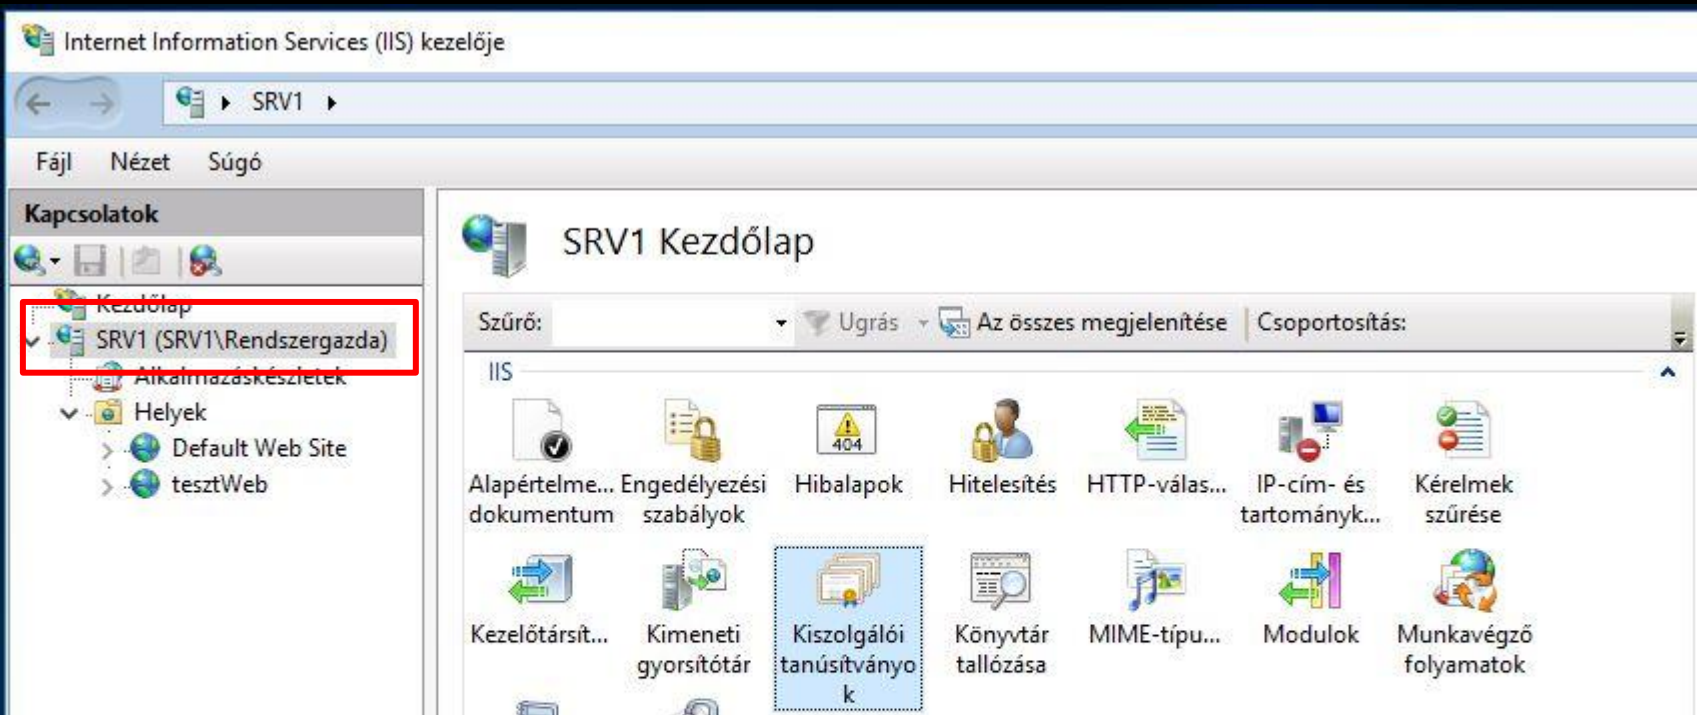 Internet Information Services (IIS) kezelője
SRV1
Fájl Nézet Súgó
Kapcsolatok
Kezdőlap
SRV1 (SRV1\Rendszergazda)
Alkalmazáskészletek
Helyek
Default Web Site
tesztWeb
SRV1 Kezdőlap
Szűrő: Ugrás Az összes megjelenítése Csoportosítás:
IIS
Alapértelme... Engedélyezési Hibalapok Hitelesítés HTTP-válas... IP-cím- és Kérelmek
dokumentum szabályok tartományk... szűrése
404
Kezelőtársít... Kimeneti Kiszolgálói Könyvtár MIME-típu... Modulok Munkavégző
gyorsítótár tanúsítványo tallózása folyamatok
k